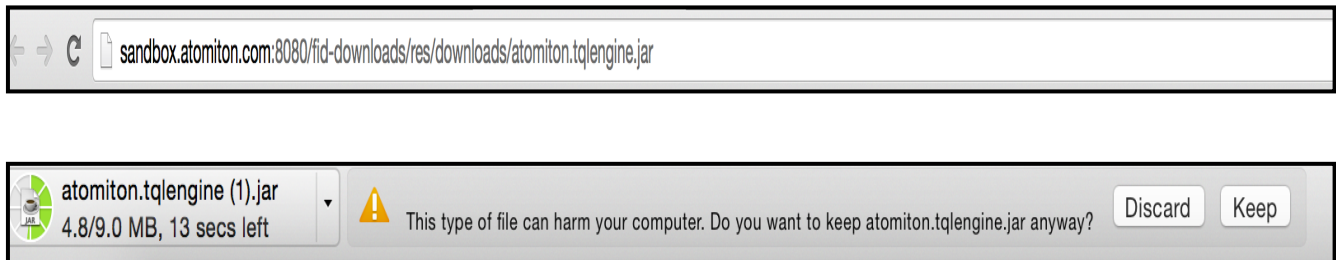 sandbox.atomiton.com:8080/fid-downloads/res/downloads/atomiton.tqlengine.jar
atomiton.tqlengine (1).jar
4.8/9.0 MB, 13 secs left
JAR
This type of file can harm your computer. Do you want to keep atomiton.tqlengine.jar anyway?
Discard
Keep